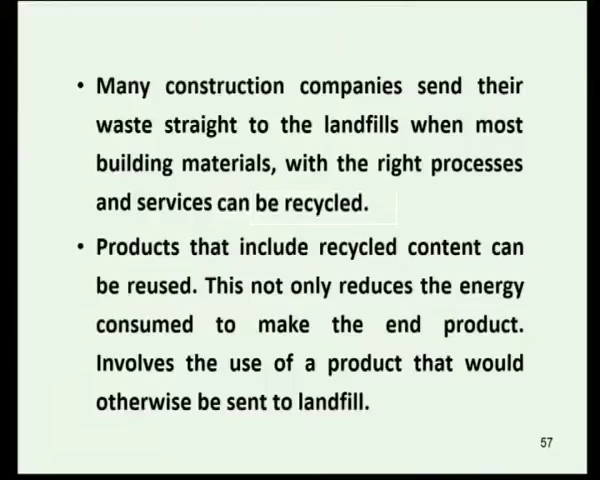 • Many construction companies send their
waste straight to the landfills when most
building materials, with the right processes
and services can be recycled.
• Products that include recycled content can
be reused. This not only reduces the energy
consumed to make the end product.
Involves the use of a product that would
otherwise be sent to landfill.
57